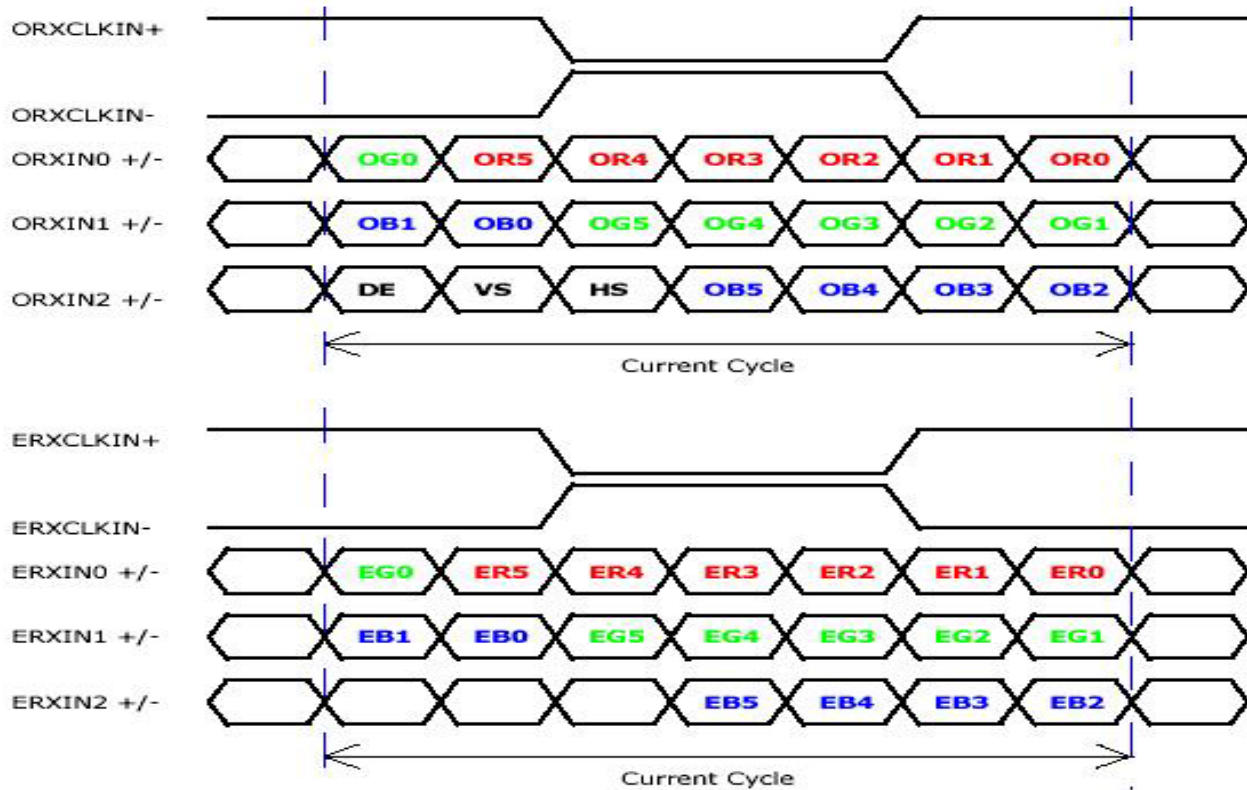 ORXCLKIN+
ORXCLKIN-
ORXIN0 +/- OG0 OR5 OR4 OR3 OR2 OR1 OR0
ORXIN1 +/- OB1 OB0 OG5 OG4 OG3 OG2 OG1
ORXIN2 +/- DE VS HS OB5 OB4 OB3 OB2
Current Cycle
ERXCLKIN+
ERXCLKIN-
ERXIN0 +/- EG0 ER5 ER4 ER3 ER2 ER1 ER0
ERXIN1 +/- EB1 EB0 EG5 EG4 EG3 EG2 EG1
ERXIN2 +/- EB5 EB4 EB3 EB2
Current Cycle